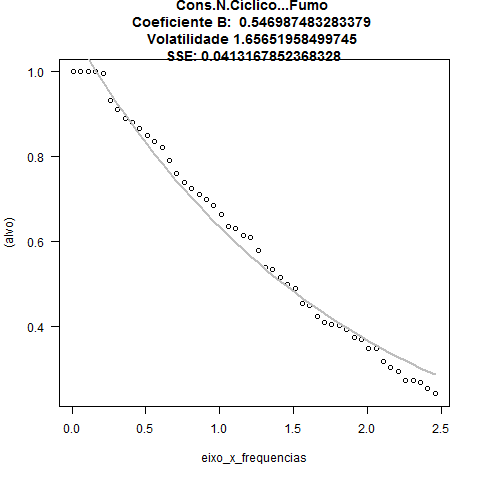 Cons.N.Ciclico...Fumo
Coeficiente B:  0.546987483283379
Volatilidade 1.65651958499745
SSE: 0.0413167852368328
(alvo)
1.0
0.8
0.6
0.4
0.0
0.5
1.0
1.5
2.0
2.5
eixo_x_frequencias